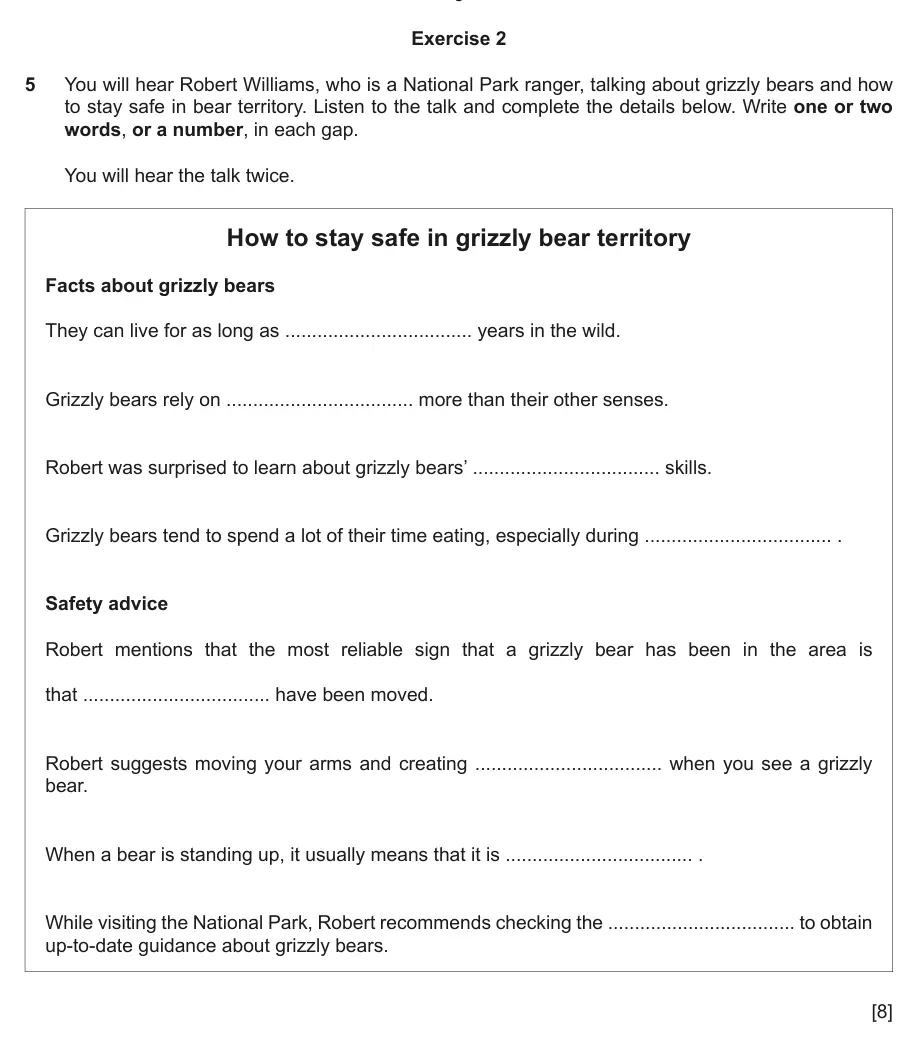 Exercise 2
5 You will hear Robert Williams, who is a National Park ranger, talking about grizzly bears and how
to stay safe in bear territory. Listen to the talk and complete the details below. Write one or two
words, or a number, in each gap.
You will hear the talk twice.
How to stay safe in grizzly bear territory
Facts about grizzly bears
They can live for as long as ................................... years in the wild.
Grizzly bears rely on ................................... more than their other senses.
Robert was surprised to learn about grizzly bears’ ................................... skills.
Grizzly bears tend to spend a lot of their time eating, especially during ................................... .
Safety advice
Robert mentions that the most reliable sign that a grizzly bear has been in the area is
that ................................... have been moved.
Robert suggests moving your arms and creating ................................... when you see a grizzly
bear.
When a bear is standing up, it usually means that it is ................................... .
While visiting the National Park, Robert recommends checking the ................................... to obtain
up-to-date guidance about grizzly bears.
[8]